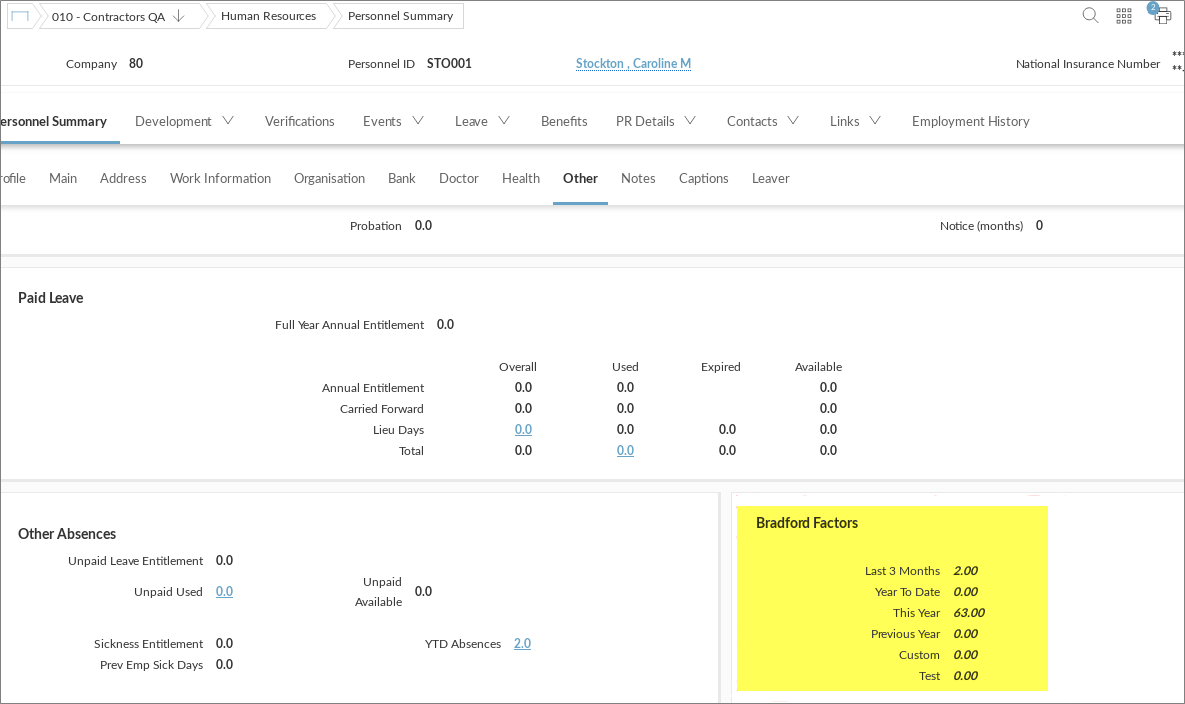 010 - Contractors QA Human Resources Personnel Summary 2
Company 80 Personnel ID STO001 Stockton , Caroline M National Insurance Number ***
**
ersonnel Summary Development Verifications Events Leave Benefits PR Details Contacts Links Employment History
rofile Main Address Work Information Organisation Bank Doctor Health Other Notes Captions Leaver
Probation 0.0 Notice (months) 0
Paid Leave
Full Year Annual Entitlement 0.0
Overall Used Expired Available
Annual Entitlement 0.0 0.0 0.0
Carried Forward 0.0 0.0 0.0
Lieu Days 0.0 0.0 0.0 0.0
Total 0.0 0.0 0.0 0.0
Other Absences
Unpaid Leave Entitlement 0.0
Unpaid Used 0.0 Unpaid Available 0.0
Sickness Entitlement 0.0 YTD Absences 2.0
Prev Emp Sick Days 0.0
Bradford Factors
Last 3 Months 2.00
Year To Date 0.00
This Year 63.00
Previous Year 0.00
Custom 0.00
Test 0.00